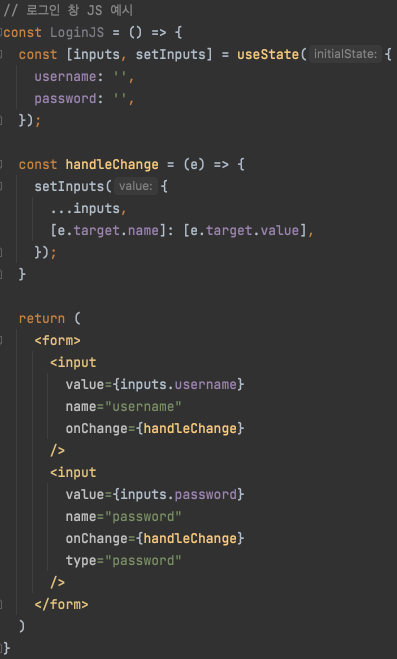 // 로그인 창 JS 예시
const LoginJS = () => {
  const [inputs, setInputs] = useState( initialState: {
    username: '',
    password: '',
  });

  const handleChange = (e) => {
    setInputs( value: {
      ...inputs,
      [e.target.name]: [e.target.value],
    });
  }

  return (
    <form>
      <input
        value={inputs.username}
        name="username"
        onChange={handleChange}
      />
      <input
        value={inputs.password}
        name="password"
        onChange={handleChange}
        type="password"
      />
    </form>
  )
}